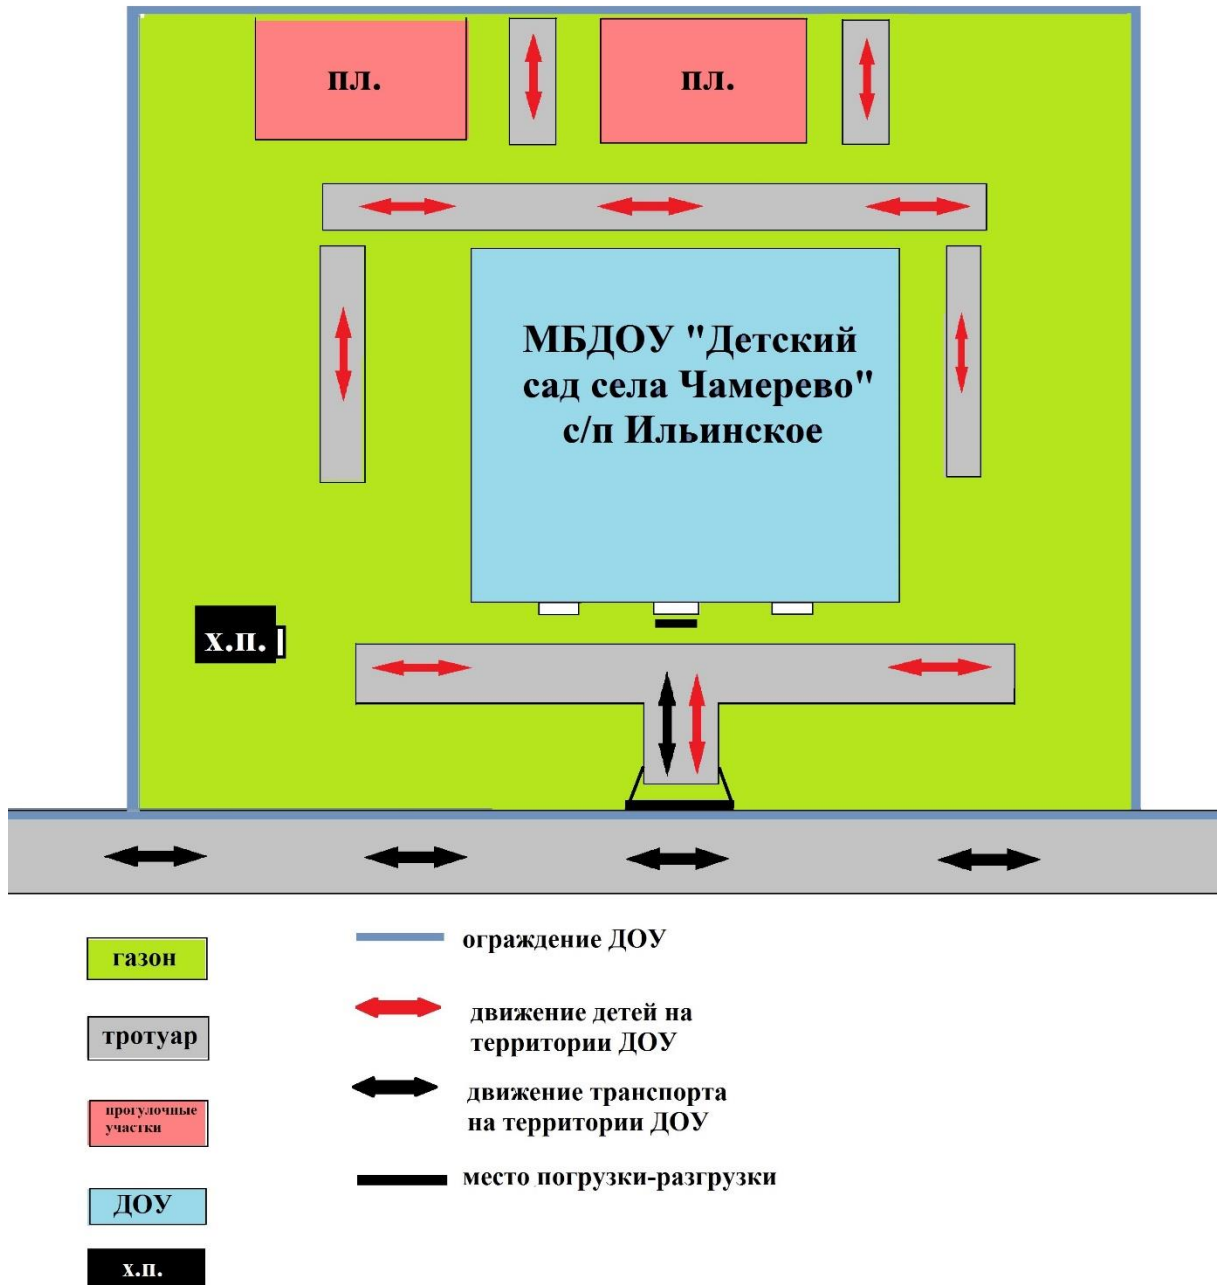 пл.
пл.
МБДОУ "Детский
сад села Чамерево"
с/п Ильинское
х.п.
газон
тротуар
прогулочные
участки
ДОУ
х.п.
ограждение ДОУ
движение детей на
территории ДОУ
движение транспорта
на территории ДОУ
место погрузки-разгрузки